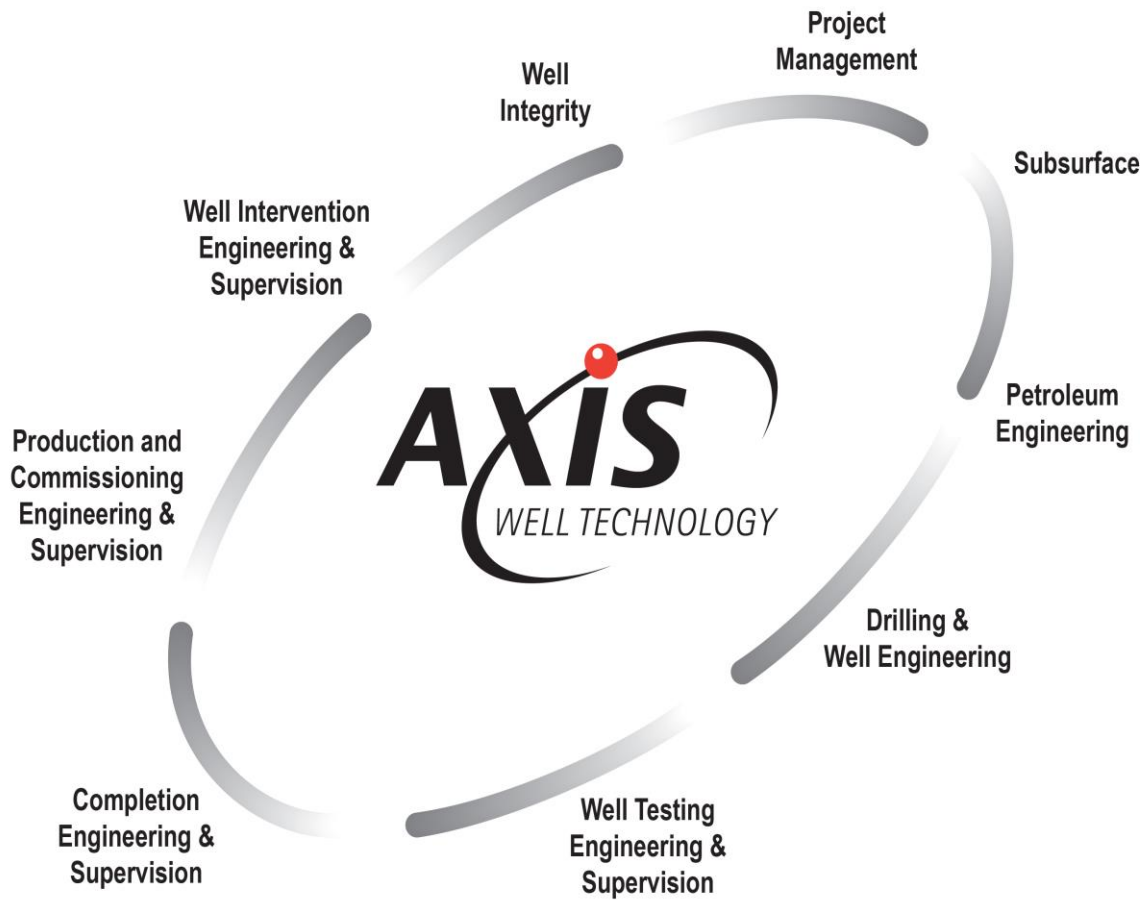 Project
Management
Well
Integrity
Subsurface
Well Intervention
Engineering &
Supervision
AXiS
WELL TECHNOLOGY
Petroleum
Engineering
Production and
Commissioning
Engineering &
Supervision
Drilling &
Well Engineering
Completion
Engineering &
Supervision
Well Testing
Engineering &
Supervision